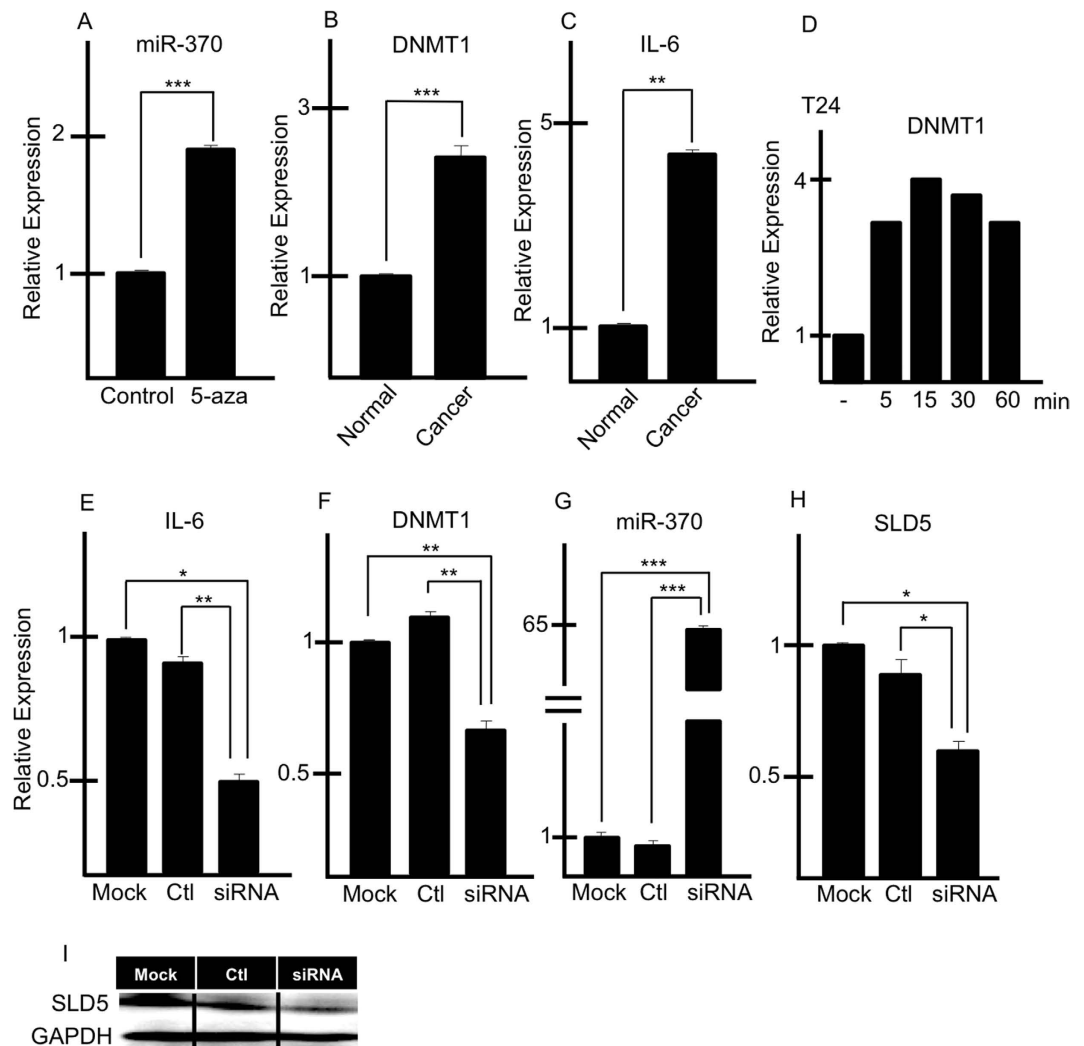 A
miR-370
Relative Expression
2
1
***
Control 5-aza
B
DNMT1
Relative Expression
3
1
***
Normal Cancer
C
IL-6
Relative Expression
5
1
**
Normal Cancer
D
T24
DNMT1
Relative Expression
4
1
- 5 15 30 60 min
E
IL-6
Relative Expression
1
0.5
*
**
Mock Ctl siRNA
F
DNMT1
1
0.5
**
**
Mock Ctl siRNA
G
miR-370
65
1
***
***
Mock Ctl siRNA
H
SLD5
1
0.5
*
*
Mock Ctl siRNA
I
Mock Ctl siRNA
SLD5
GAPDH